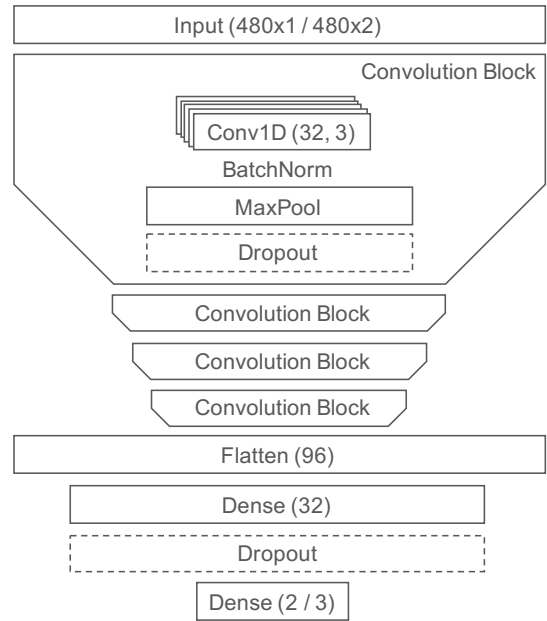 Input (480x1 / 480x2)
Convolution Block
Conv1D (32, 3)
BatchNorm
MaxPool
Dropout
Convolution Block
Convolution Block
Convolution Block
Flatten (96)
Dense (32)
Dropout
Dense (2 / 3)